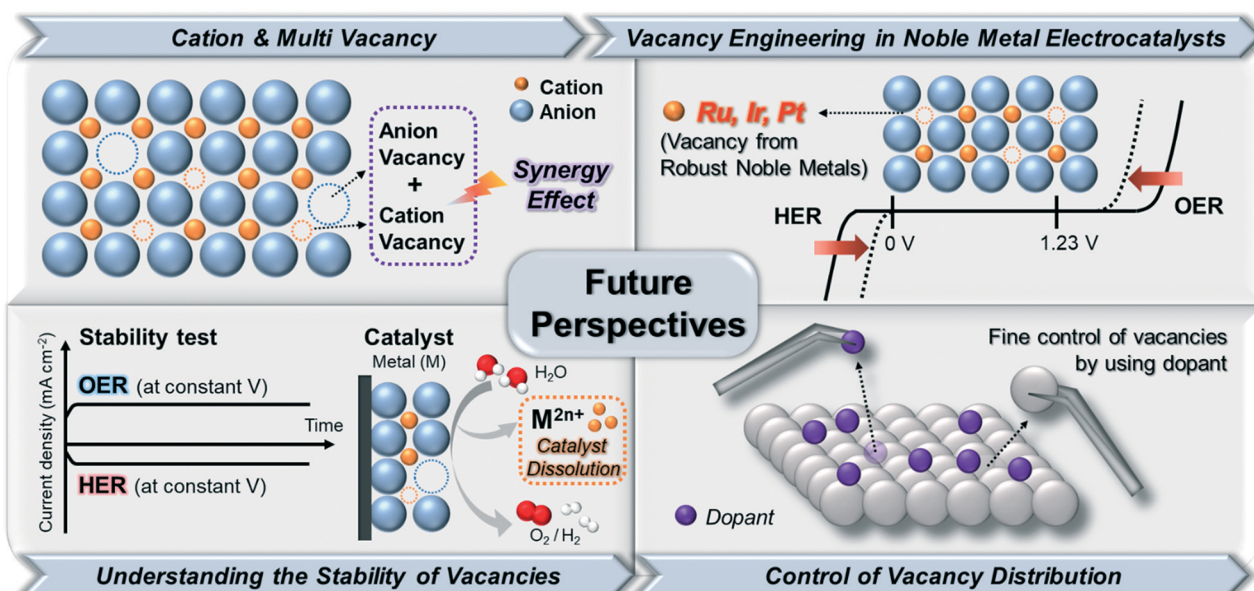 Cation & Multi Vacancy
Cation
Anion
Anion
Vacancy
+
Cation
Vacancy
Synergy
Effect
Vacancy Engineering in Noble Metal Electrocatalysts
Ru, Ir, Pt
(Vacancy from
Robust Noble Metals)
HER
0 V
1.23 V
OER
Future
Perspectives
Stability test
Current density (mA cm⁻²)
OER (at constant V)
Time
HER (at constant V)
Catalyst
Metal (M)
H₂O
M²ⁿ⁺
Catalyst
Dissolution
O₂ / H₂
Understanding the Stability of Vacancies
Fine control of vacancies
by using dopant
Dopant
Control of Vacancy Distribution